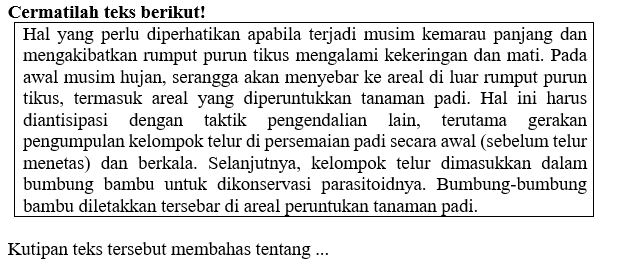 Cermatilah teks berikut!
Hal yang perlu diperhatikan apabila terjadi musim kemarau panjang dan
mengakibatkan rumput purun tikus mengalami kekeringan dan mati. Pada
awal musim hujan, serangga akan menyebar ke areal di luar rumput purun
tikus, termasuk areal yang diperuntukkan tanaman padi. Hal ini harus
diantisipasi dengan taktik pengendalian lain, terutama gerakan
pengumpulan kelompok telur di persemaian padi secara awal (sebelum telur
menetas) dan berkala. Selanjutnya, kelompok telur dimasukkan dalam
bumbung bambu untuk dikonservasi parasitoidnya. Bumbung-bumbung
bambu diletakkan tersebar di areal peruntukan tanaman padi.
Kutipan teks tersebut membahas tentang ...